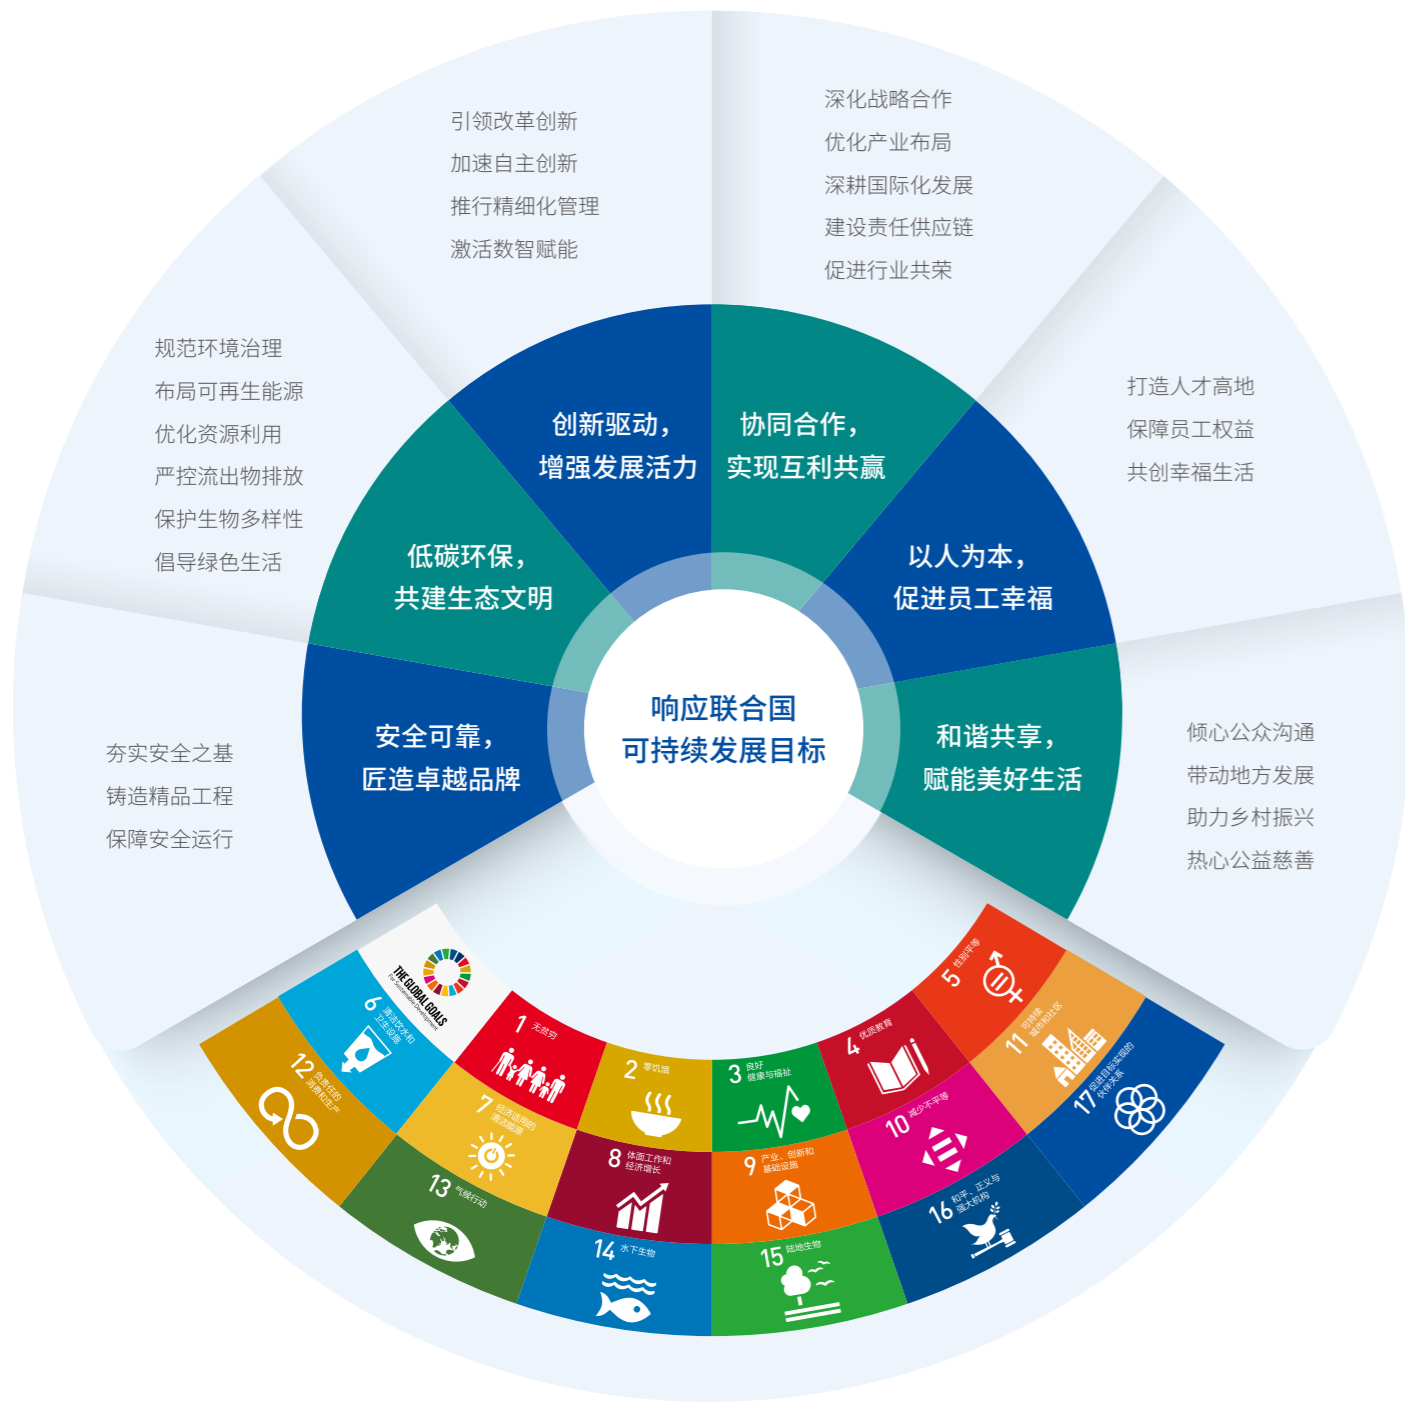 引领改革创新
加速自主创新
推行精细化管理
激活数智赋能
深化战略合作
优化产业布局
深耕国际化发展
建设责任供应链
促进行业共荣
规范环境治理
布局可再生能源
优化资源利用
严控流出物排放
保护生物多样性
倡导绿色生活
打造人才高地
保障员工权益
共创幸福生活
夯实安全之基
铸造精品工程
保障安全运行
倾心公众沟通
带动地方发展
助力乡村振兴
热心公益慈善
创新驱动，
增强发展活力
协同合作，
实现互利共赢
低碳环保，
共建生态文明
以人为本，
促进员工幸福
安全可靠，
匠造卓越品牌
和谐共享，
赋能美好生活
响应联合国
可持续发展目标
THE GLOBAL GOALS
For Sustainable Development
1 无贫穷
2 零饥饿
3 良好
健康与福祉
4 优质教育
5 性别平等
6 清洁饮水和
卫生设施
7 经济适用的
清洁能源
8 体面工作和
经济增长
9 产业、创新和
基础设施
10 减少不平等
11 可持续
城市和社区
12 负责任的
消费和生产
13 气候行动
14 水下生物
15 陆地生物
16 和平、正义与
强大机构
17 促进目标实现的
伙伴关系